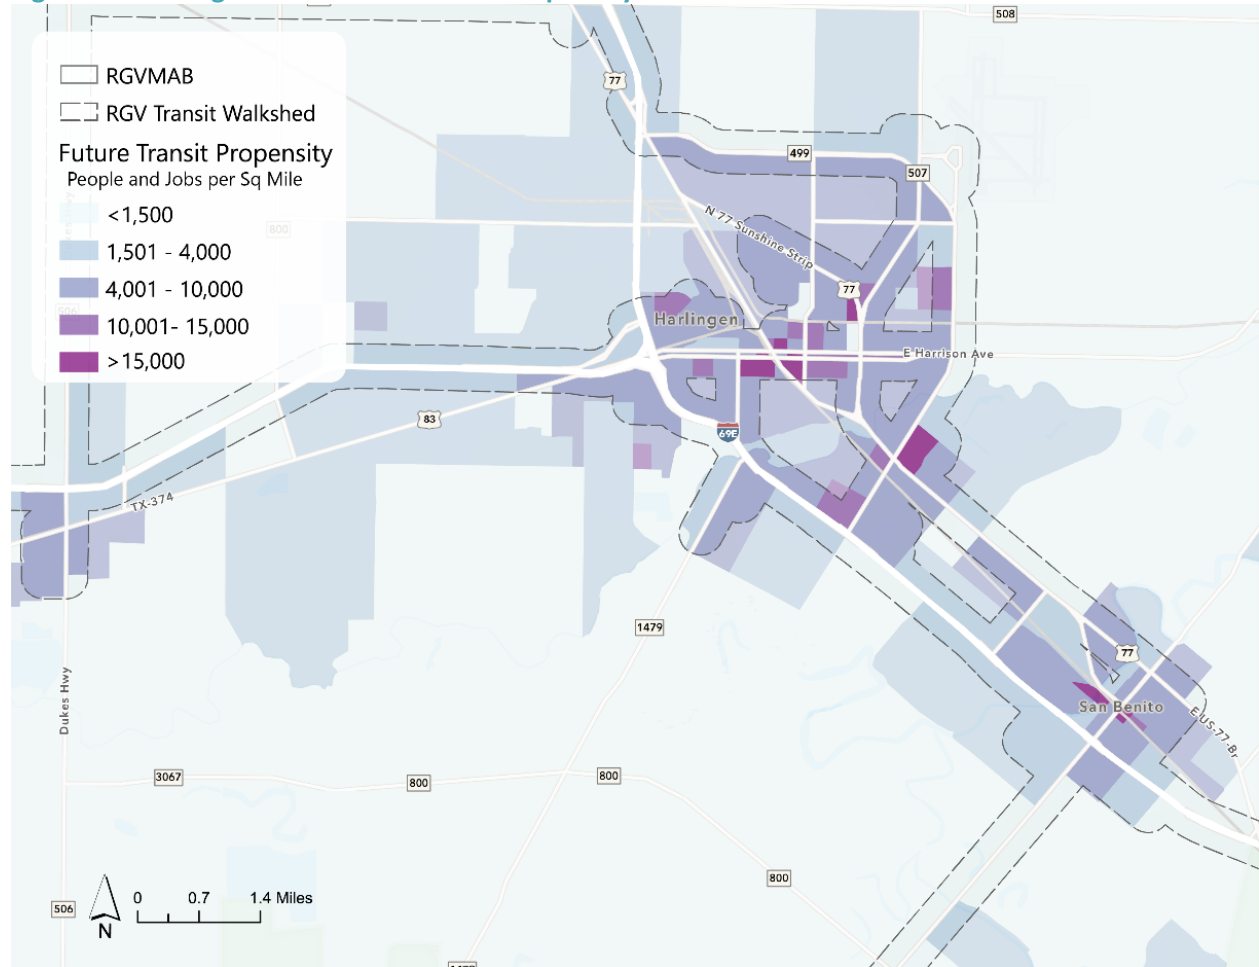 508
RGVMAB
RGV Transit Walkshed
Future Transit Propensity
People and Jobs per Sq Mile
<1,500
1,501 - 4,000
4,001 - 10,000
10,001- 15,000
>15,000
77
499
507
800
N 77 Sunshine Strip
77
506
Harlingen
E Harrison Ave
83
69E
TX-374
1479
77
San Benito
E US-77-Br
Dukes Hwy
3067
800
800
800
506
N
0 0.7 1.4 Miles